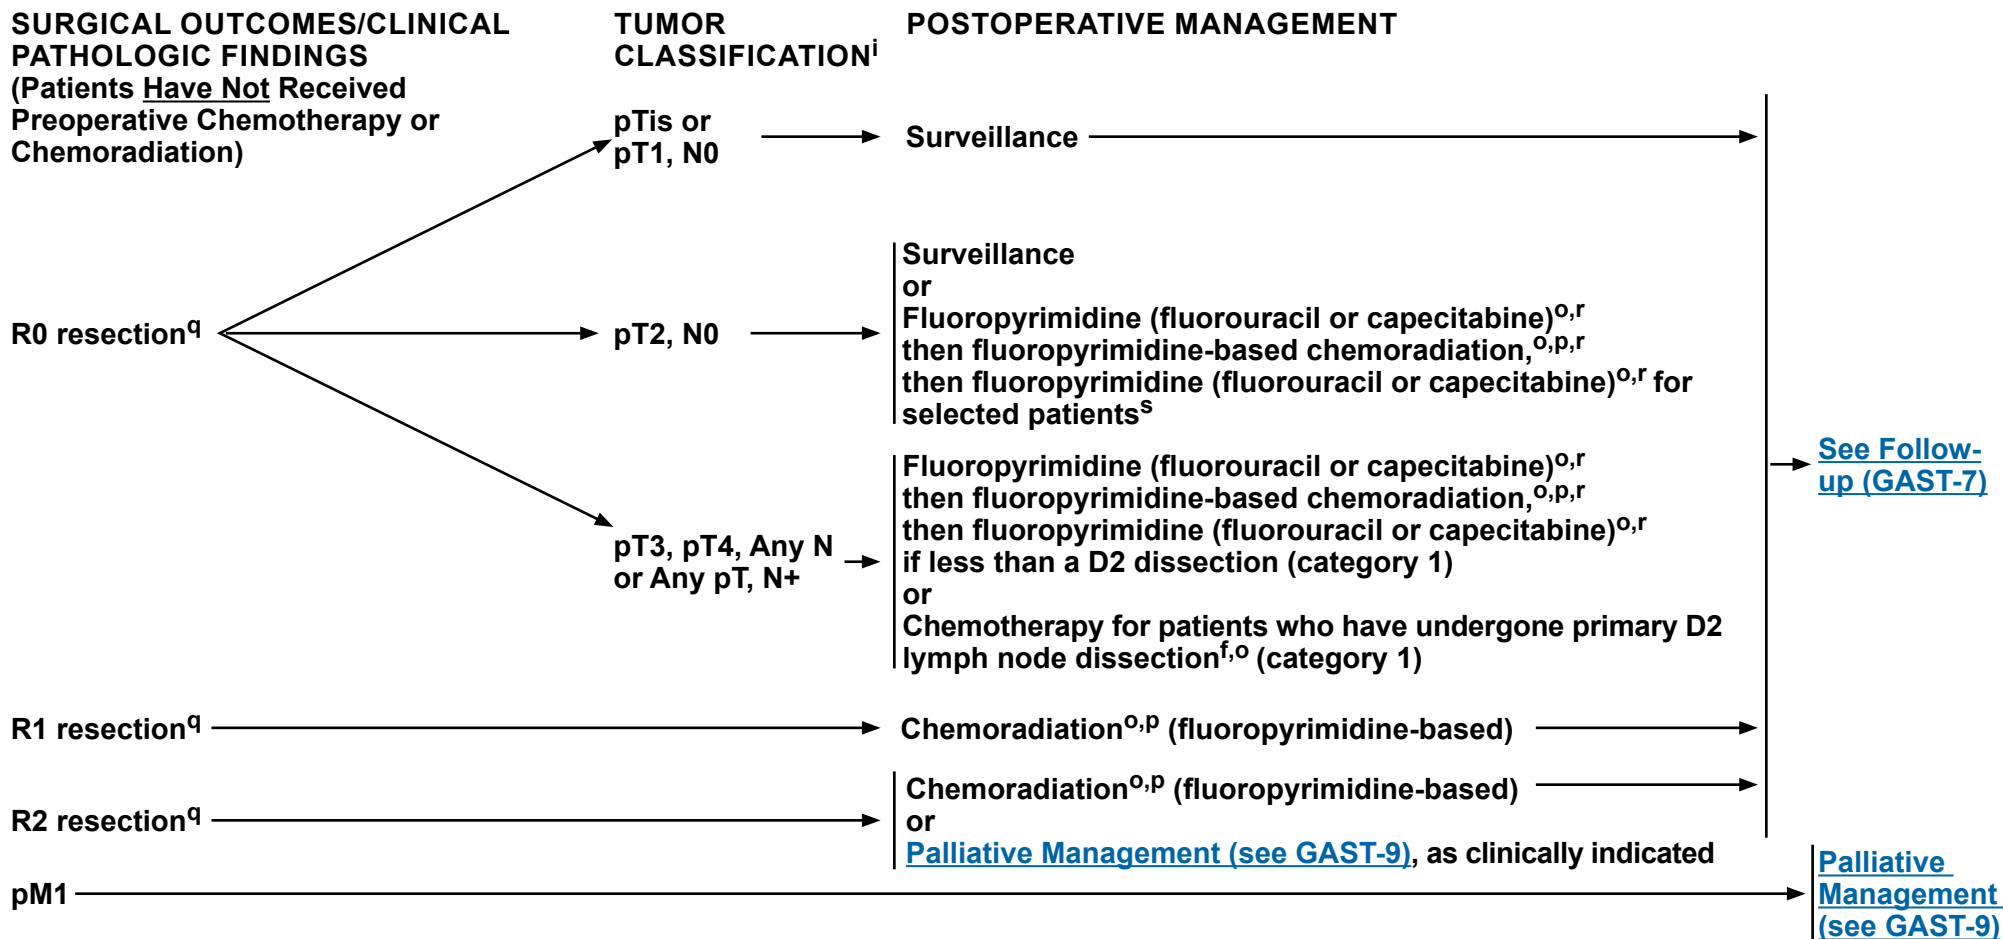 SURGICAL OUTCOMES/CLINICAL
PATHOLOGIC FINDINGS
(Patients Have Not Received
Preoperative Chemotherapy or
Chemoradiation)
TUMOR
CLASSIFICATIONi
POSTOPERATIVE MANAGEMENT
R0 resectionq
pTis or
pT1, N0
Surveillance
pT2, N0
Surveillance
or
Fluoropyrimidine (fluorouracil or capecitabine)o,r
then fluoropyrimidine-based chemoradiation,o,p,r
then fluoropyrimidine (fluorouracil or capecitabine)o,r for
selected patientss
pT3, pT4, Any N
or Any pT, N+
Fluoropyrimidine (fluorouracil or capecitabine)o,r
then fluoropyrimidine-based chemoradiation,o,p,r
then fluoropyrimidine (fluorouracil or capecitabine)o,r
if less than a D2 dissection (category 1)
or
Chemotherapy for patients who have undergone primary D2
lymph node dissectionf,o (category 1)
See Follow-
up (GAST-7)
R1 resectionq
Chemoradiationo,p (fluoropyrimidine-based)
R2 resectionq
Chemoradiationo,p (fluoropyrimidine-based)
or
Palliative Management (see GAST-9), as clinically indicated
pM1
Palliative
Management
(see GAST-9)